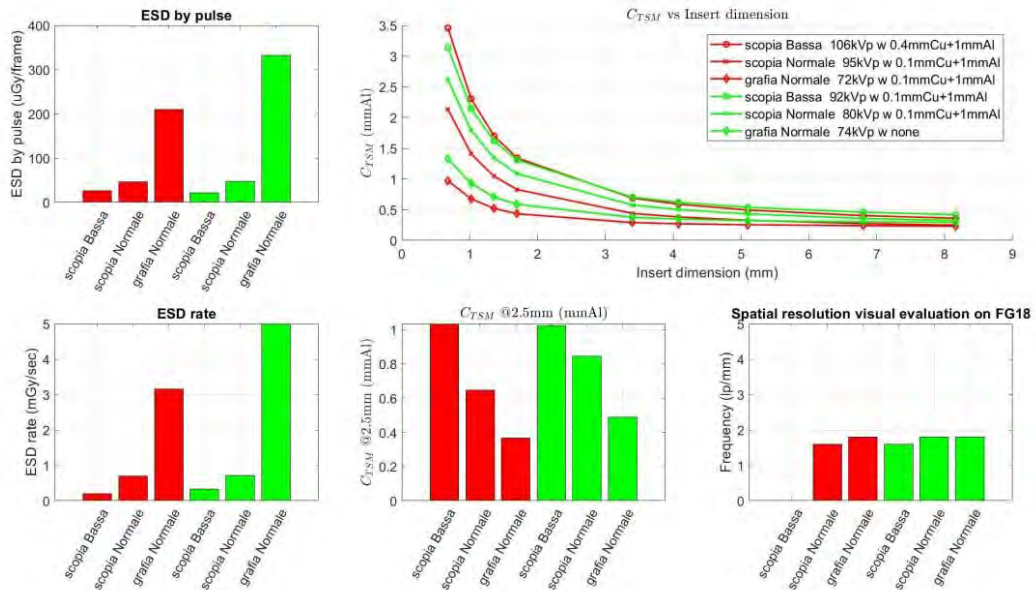 ESD by pulse
ESD by pulse (uGy/frame)
400
300
200
100
0
scopia Bassa
scopia Normale
grafia Normale
scopia Bassa
scopia Normale
grafia Normale
C_TSM vs Insert dimension
C_TSM (mmAl)
3.5
3
2.5
2
1.5
1
0.5
0
0 1 2 3 4 5 6 7 8 9
Insert dimension (mm)
scopia Bassa 106kVp w 0.4mmCu+1mmAl
scopia Normale 95kVp w 0.1mmCu+1mmAl
grafia Normale 72kVp w 0.1mmCu+1mmAl
scopia Bassa 92kVp w 0.1mmCu+1mmAl
scopia Normale 80kVp w 0.1mmCu+1mmAl
grafia Normale 74kVp w none
ESD rate
ESD rate (mGy/sec)
5
4
3
2
1
0
scopia Bassa
scopia Normale
grafia Normale
scopia Bassa
scopia Normale
grafia Normale
C_TSM @2.5mm (mmAl)
C_TSM @2.5mm (mmAl)
1
0.8
0.6
0.4
0.2
0
scopia Bassa
scopia Normale
grafia Normale
scopia Bassa
scopia Normale
grafia Normale
Spatial resolution visual evaluation on FG18
Frequency (lp/mm)
5
4
3
2
1
0
scopia Bassa
scopia Normale
grafia Normale
scopia Bassa
scopia Normale
grafia Normale